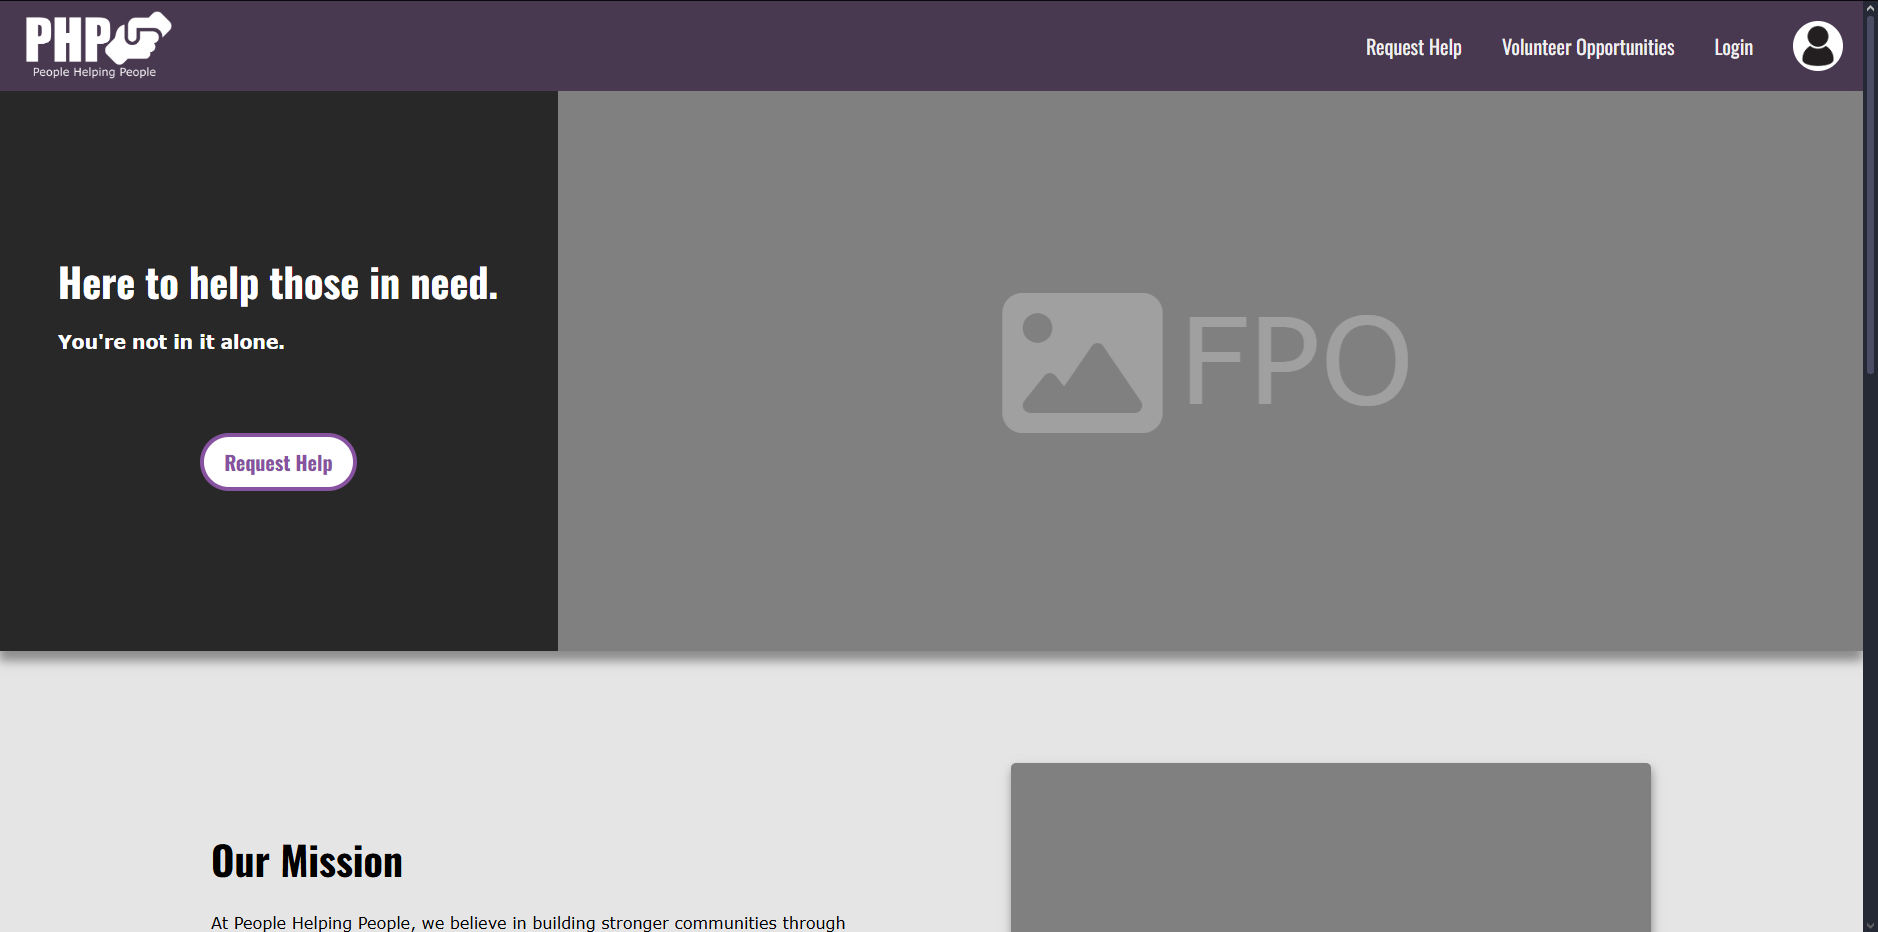 PHP
People Helping People
Request Help
Volunteer Opportunities
Login
Here to help those in need.
You're not in it alone.
Request Help
FPO
Our Mission
At People Helping People, we believe in building stronger communities through